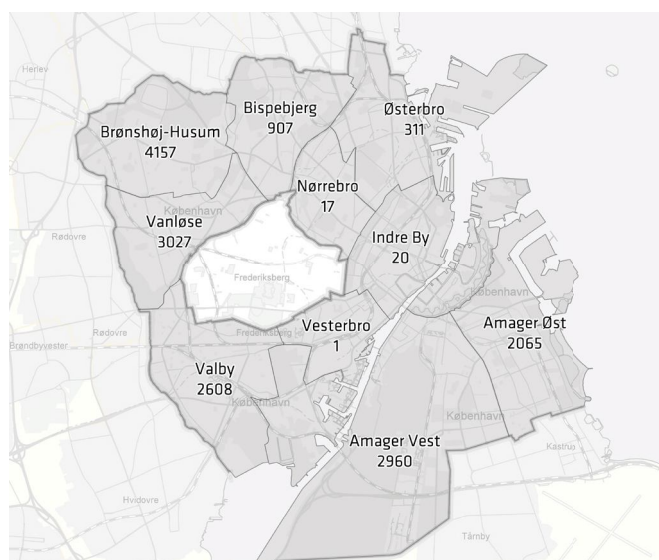 Herlev
Bispebjerg
907
Østerbro
311
Brønshøj-Husum
4157
Nørrebro
17
København
Vanløse
3027
Rødovre
Indre By
20
Frederiksberg
København
Amager Øst
2065
Vesterbro
1
Frederiksberg
Rødovre
Brøndbyvester
Valby
2608
København
København
Amager Vest
2960
Kastrup
Hvidovre
Tårnby